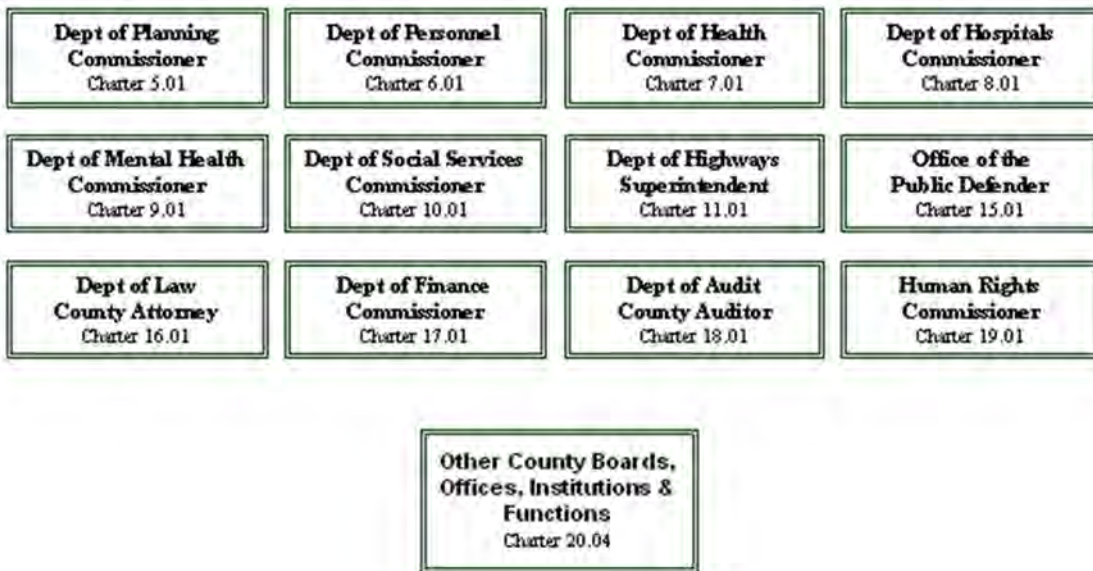 Dept of Planning
Commissioner
Charter 5.01
Dept of Personnel
Commissioner
Charter 6.01
Dept of Health
Commissioner
Charter 7.01
Dept of Hospitals
Commissioner
Charter 8.01
Dept of Mental Health
Commissioner
Charter 9.01
Dept of Social Services
Commissioner
Charter 10.01
Dept of Highways
Superintendent
Charter 11.01
Office of the
Public Defender
Charter 15.01
Dept of Law
County Attorney
Charter 16.01
Dept of Finance
Commissioner
Charter 17.01
Dept of Audit
County Auditor
Charter 18.01
Human Rights
Commissioner
Charter 19.01
Other County Boards,
Offices, Institutions &
Functions
Charter 20.04